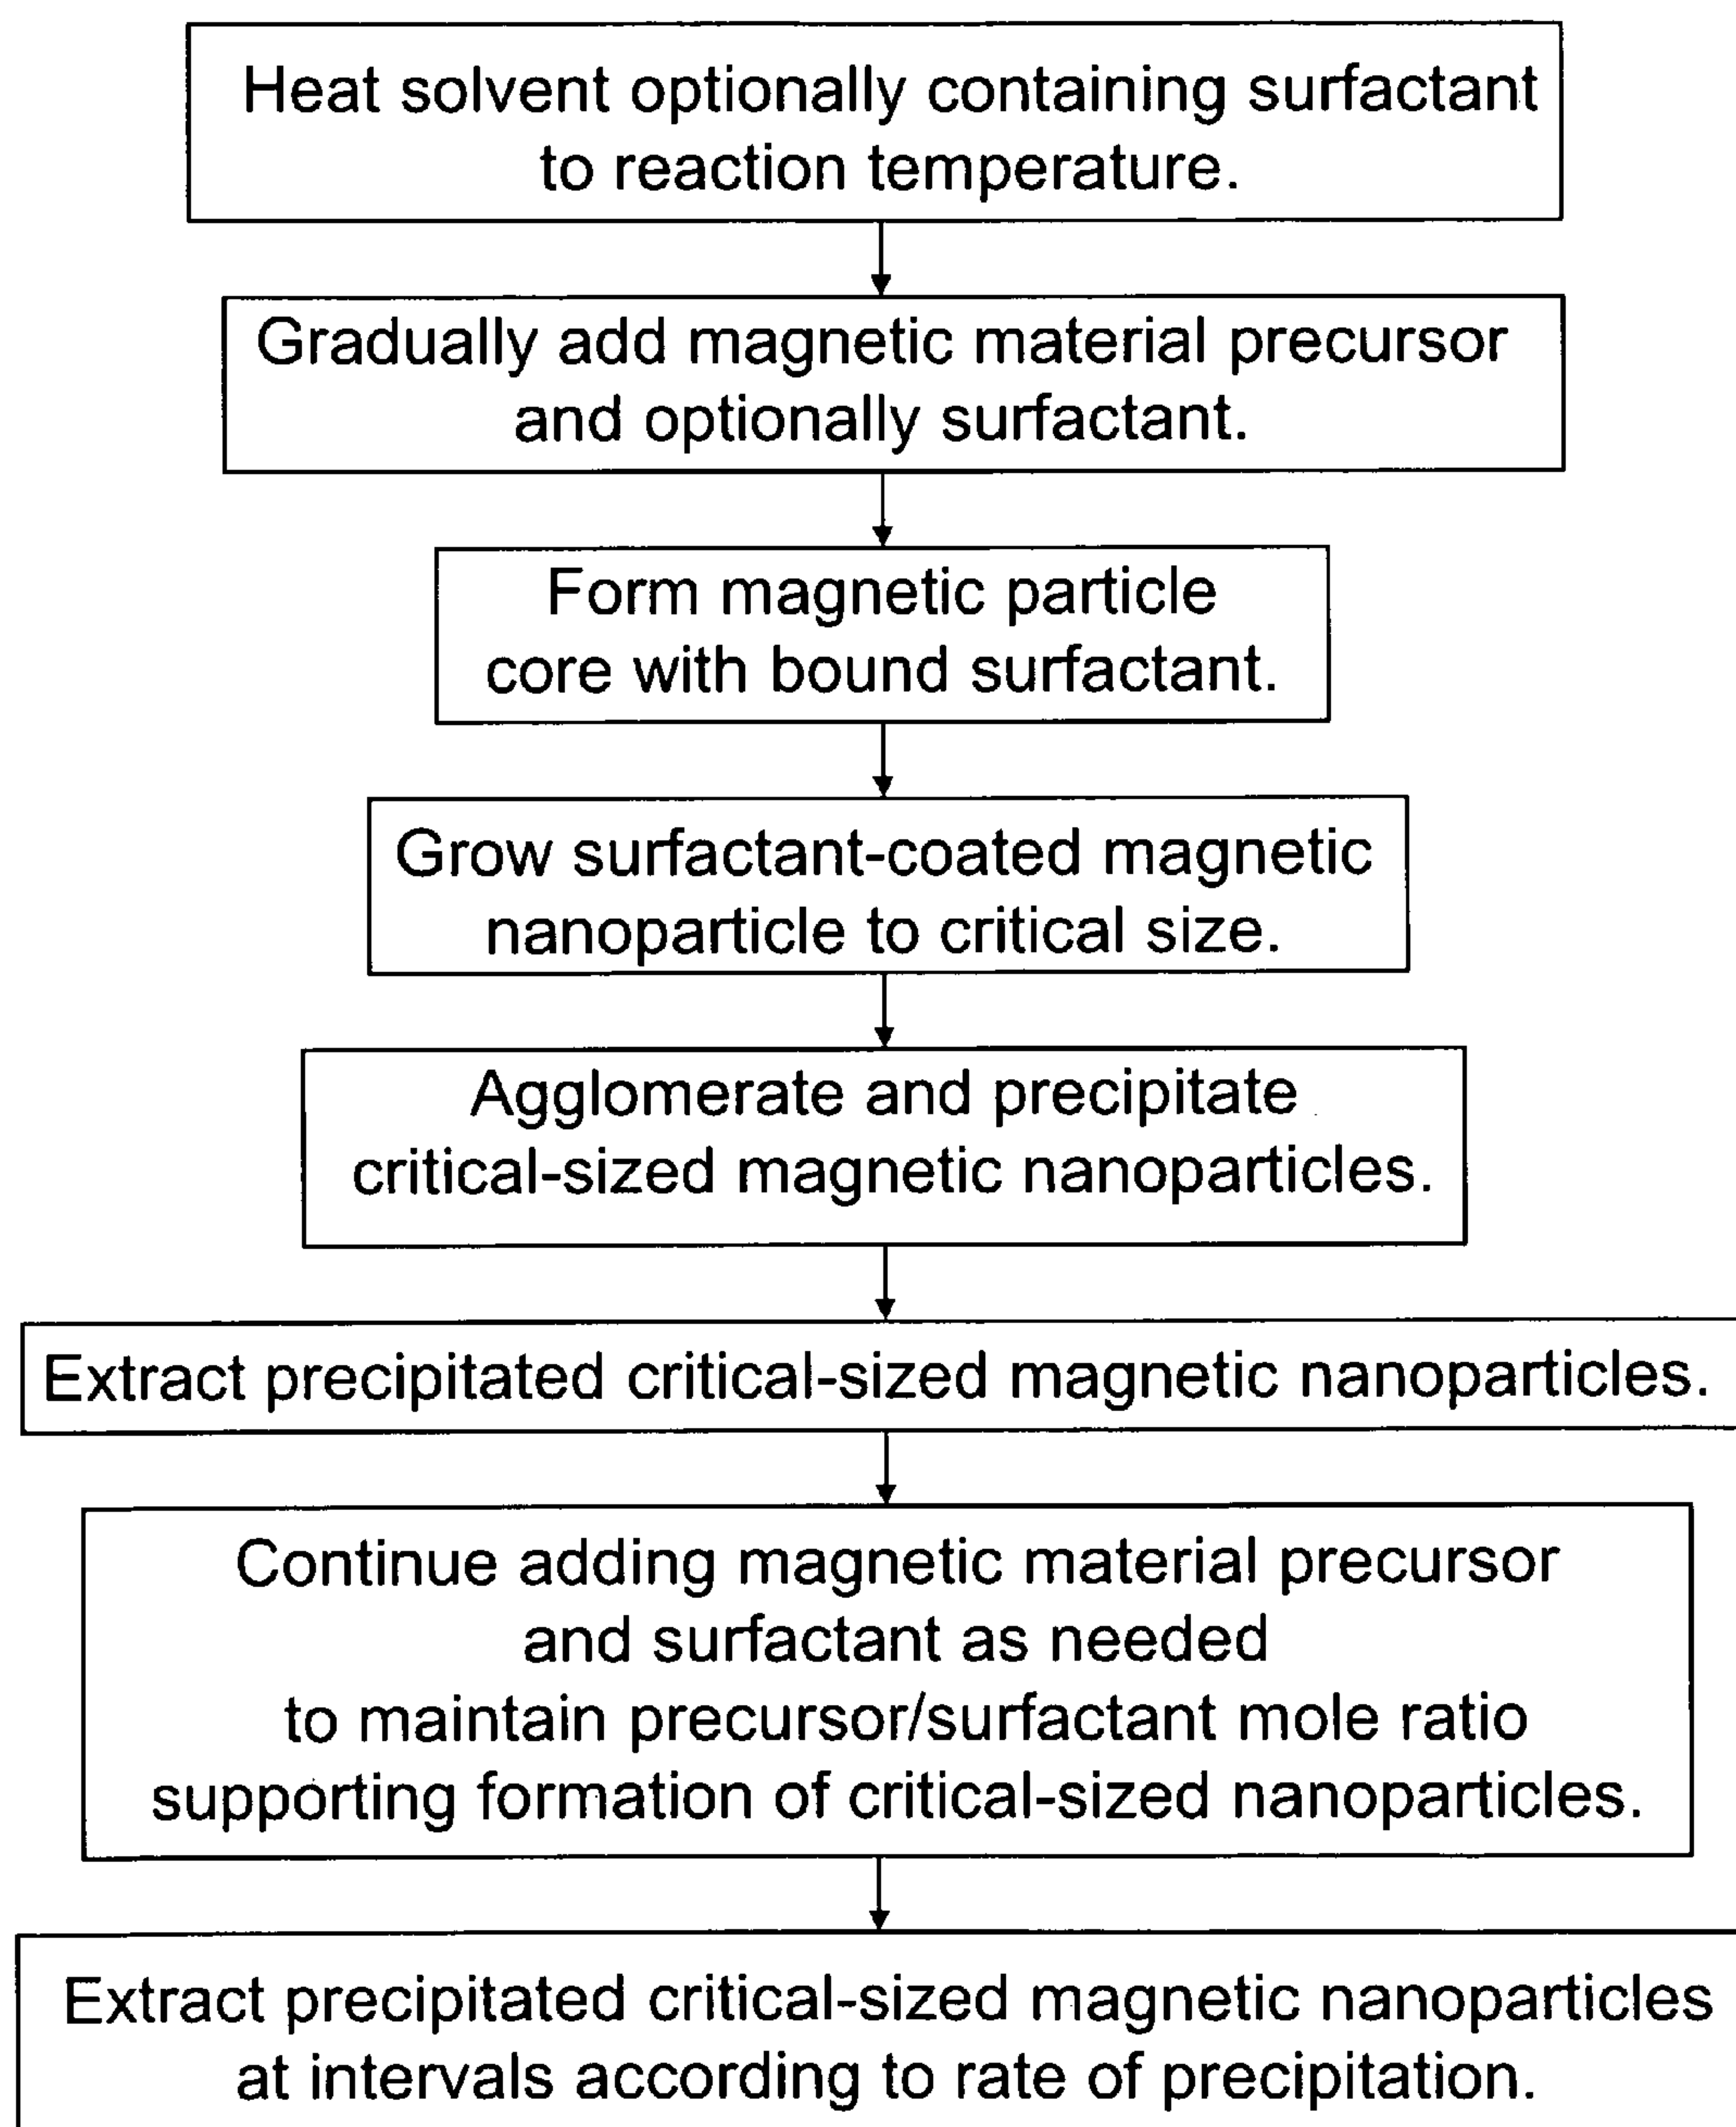 Heat solvent optionally containing surfactant
to reaction temperature.
Gradually add magnetic material precursor
and optionally surfactant.
Form magnetic particle
core with bound surfactant.
Grow surfactant-coated magnetic
nanoparticle to critical size.
Agglomerate and precipitate
critical-sized magnetic nanoparticles.
Extract precipitated critical-sized magnetic nanoparticles.
Continue adding magnetic material precursor
and surfactant as needed
to maintain precursor/surfactant mole ratio
supporting formation of critical-sized nanoparticles.
Extract precipitated critical-sized magnetic nanoparticles
at intervals according to rate of precipitation.